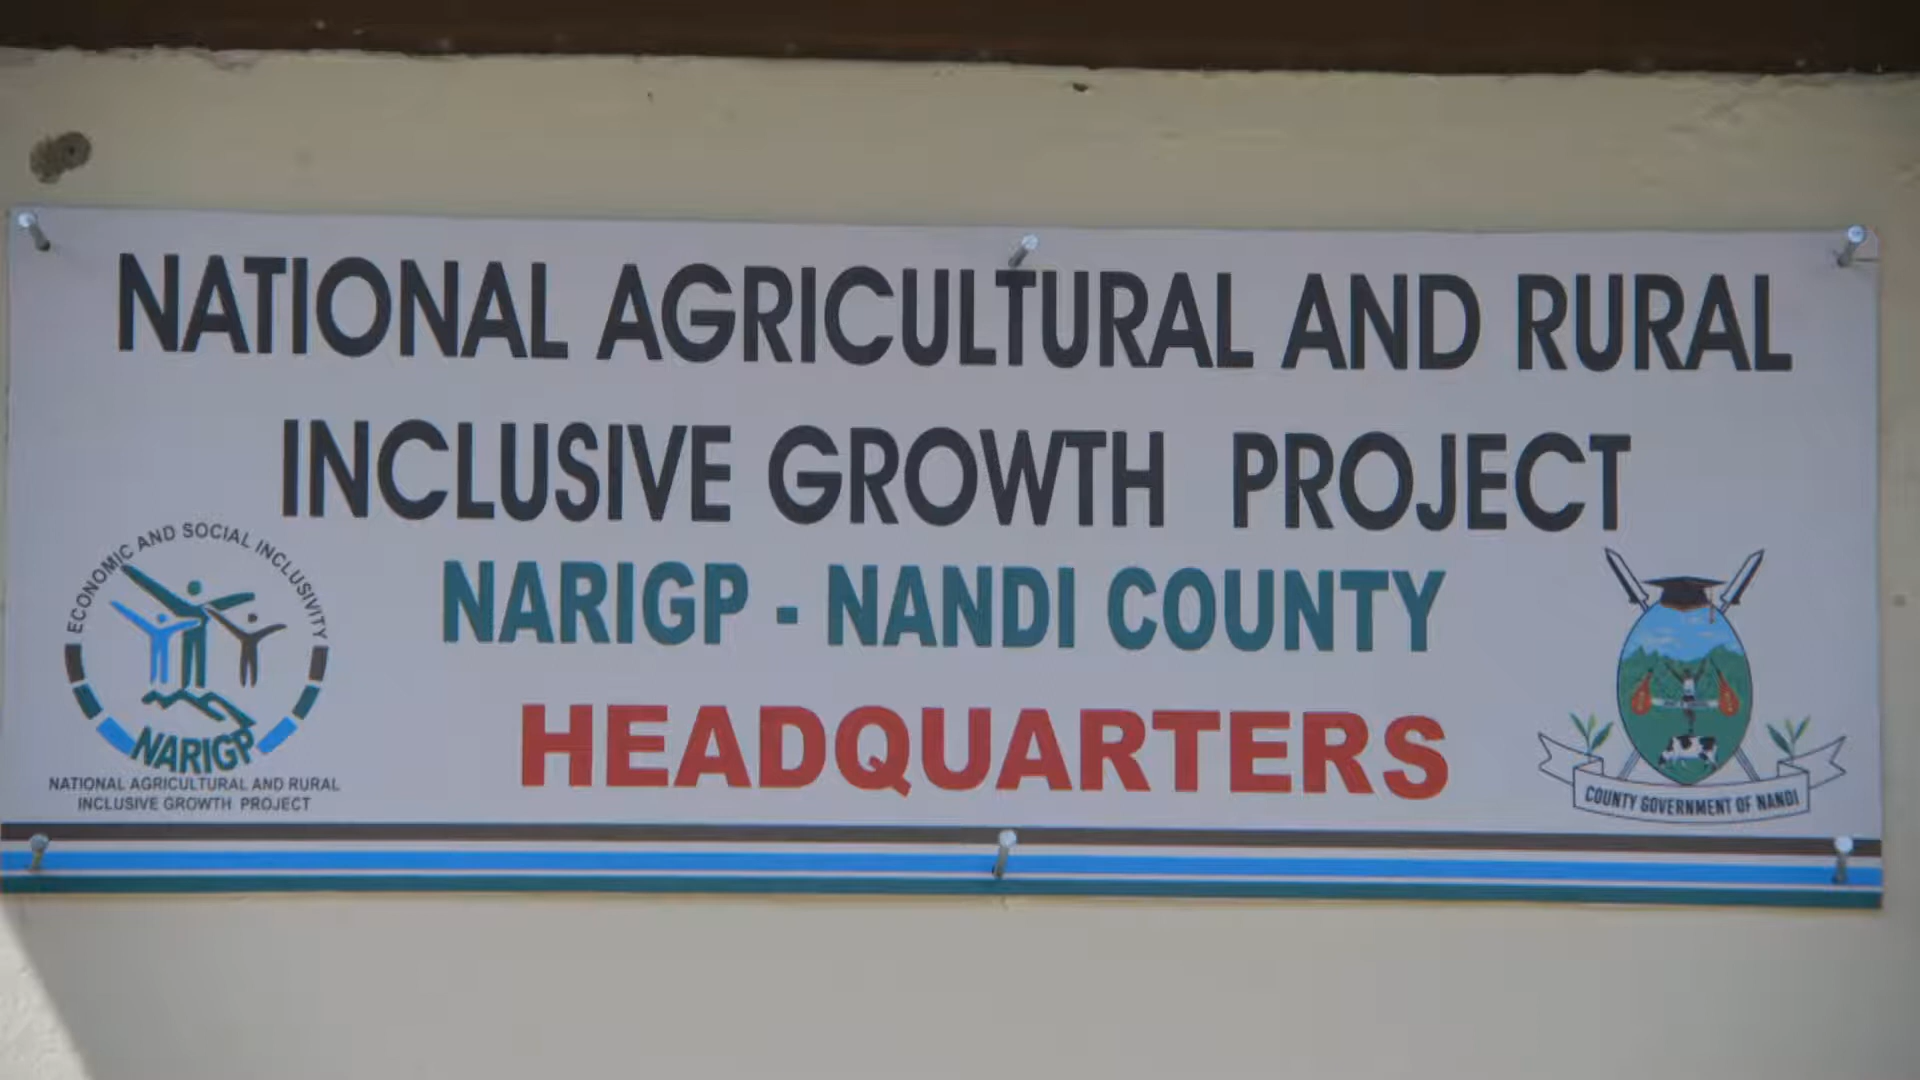 NATIONAL AGRICULTURAL AND RURAL
INCLUSIVE GROWTH PROJECT
NARIGP - NANDI COUNTY
HEADQUARTERS
ECONOMIC AND SOCIAL INCLUSIVITY
NARIGP
NATIONAL AGRICULTURAL AND RURAL
INCLUSIVE GROWTH PROJECT
COUNTY GOVERNMENT OF NANDI